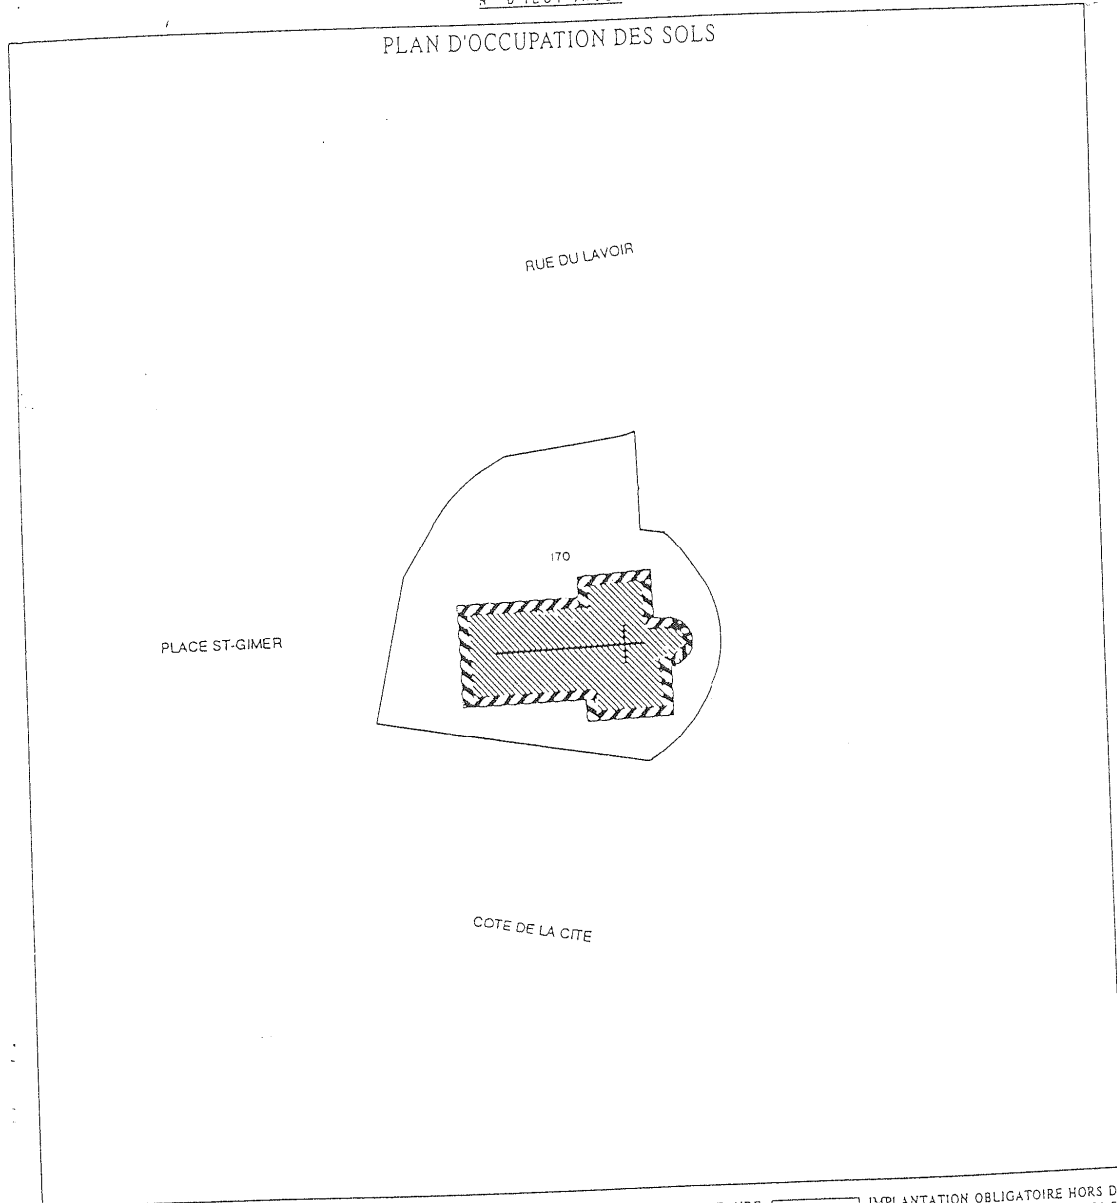 PLAN D'OCCUPATION DES SOLS
RUE DU LAVOIR
170
PLACE ST-GIMER
COTE DE LA CITE
IMPLANTATION OBLIGATOIRE HORS D